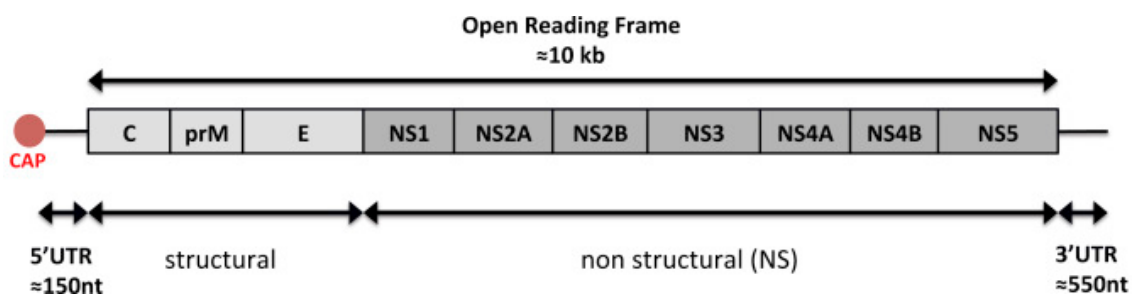 Open Reading Frame
≈10 kb
C prM E NS1 NS2A NS2B NS3 NS4A NS4B NS5
CAP
5'UTR
≈150nt
structural
non structural (NS)
3'UTR
≈550nt